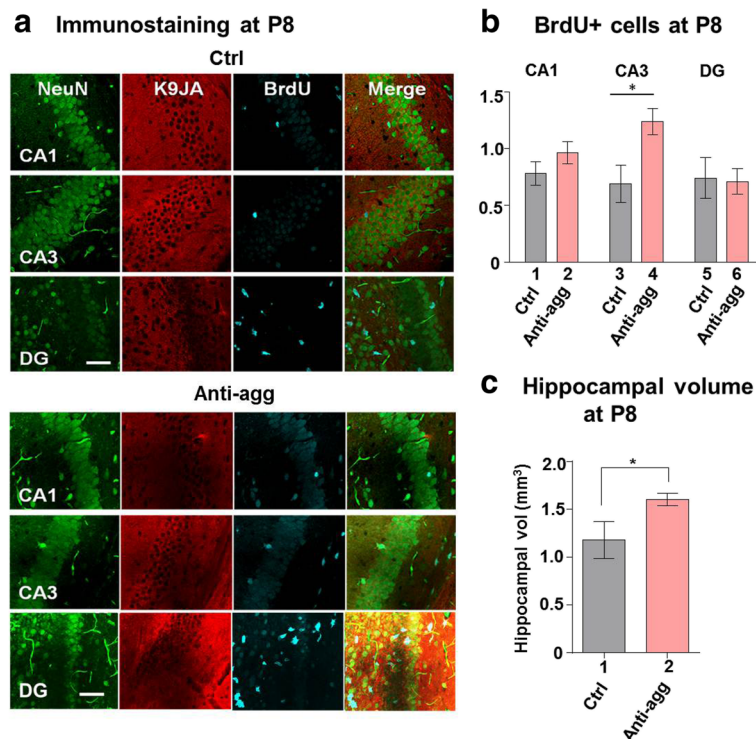 a Immunostaining at P8
Ctrl
NeuN K9JA BrdU Merge
CA1
CA3
DG
Anti-agg
CA1
CA3
DG
b BrdU+ cells at P8
CA1 CA3 DG
*
1.5
1.0
0.5
0
1 2 3 4 5 6
Ctrl Anti-agg Ctrl Anti-agg Ctrl Anti-agg
c Hippocampal volume
at P8
Hippocampal vol (mm³)
*
2.0
1.5
1.0
0.5
0
1 2
Ctrl Anti-agg